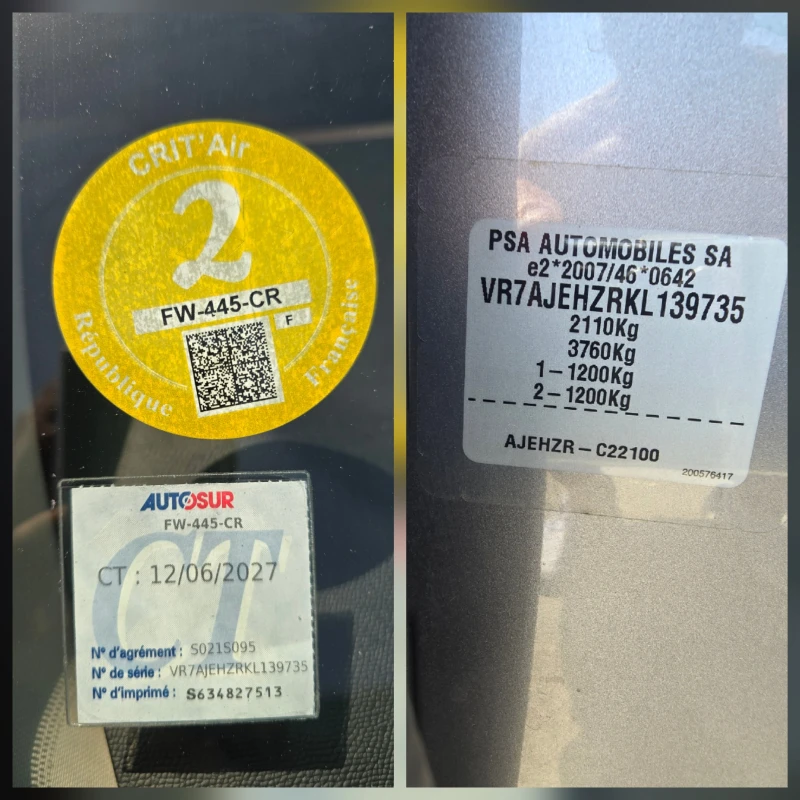 CRIT'Air
2
FW-445-CR
F
République Française
AUTOSUR
FW-445-CR
CT
CT : 12/06/2027
N° d'agrément : S021S095
N° de série : VR7AJEHZRKL139735
N° d'imprimé : S634827513
PSA AUTOMOBILES SA
e2*2007/46*0642
VR7AJEHZRKL139735
2110Kg
3760Kg
1-1200Kg
2-1200Kg
AJEHZR-C22100
200576417